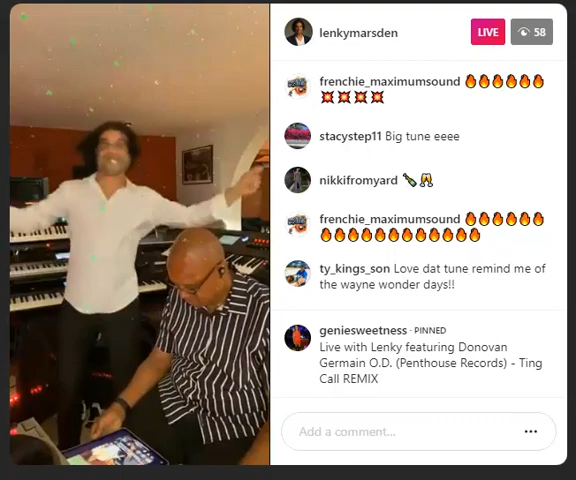 lenkymarsden
LIVE
58
frenchie_maximumsound 🔥🔥🔥🔥🔥🔥
💥💥💥💥
stacystep11 Big tune eeee
nikkifromyard 🍾🥂
frenchie_maximumsound 🔥🔥🔥🔥🔥🔥
🔥🔥🔥🔥🔥🔥🔥🔥🔥🔥🔥🔥
ty_kings_son Love dat tune remind me of
the wayne wonder days!!
geniesweetness · PINNED
Live with Lenky featuring Donovan
Germain O.D. (Penthouse Records) - Ting
Call REMIX
Add a comment...